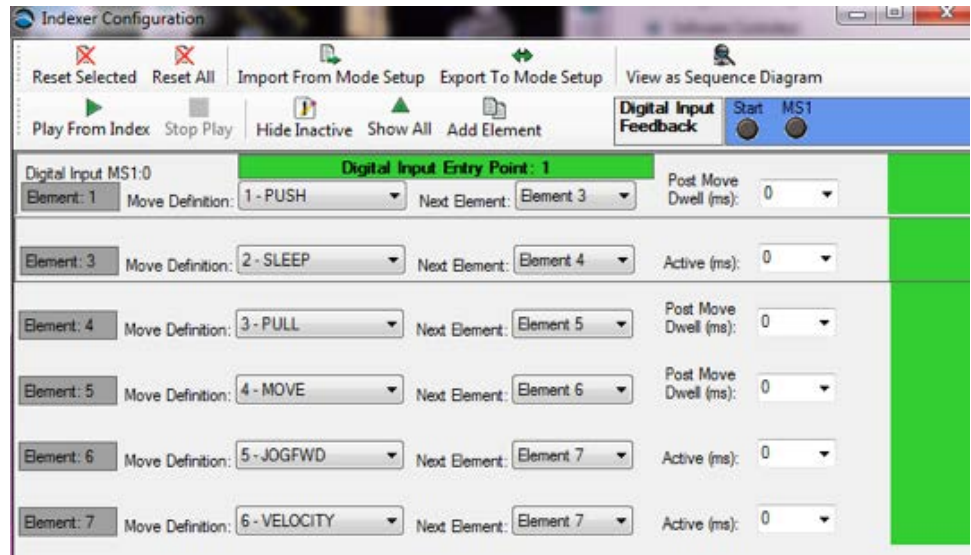 Indexer Configuration
Reset Selected Reset All Import From Mode Setup Export To Mode Setup View as Sequence Diagram
Play From Index Stop Play Hide Inactive Show All Add Element Digital Input Feedback Start MS1
Digital Input MS1:0 Digital Input Entry Point: 1
Element: 1 Move Definition: 1 - PUSH Next Element: Element 3 Post Move Dwell (ms): 0
Element: 3 Move Definition: 2 - SLEEP Next Element: Element 4 Active (ms): 0
Element: 4 Move Definition: 3 - PULL Next Element: Element 5 Post Move Dwell (ms): 0
Element: 5 Move Definition: 4 - MOVE Next Element: Element 6 Post Move Dwell (ms): 0
Element: 6 Move Definition: 5 - JOGFWD Next Element: Element 7 Active (ms): 0
Element: 7 Move Definition: 6 - VELOCITY Next Element: Element 7 Active (ms): 0